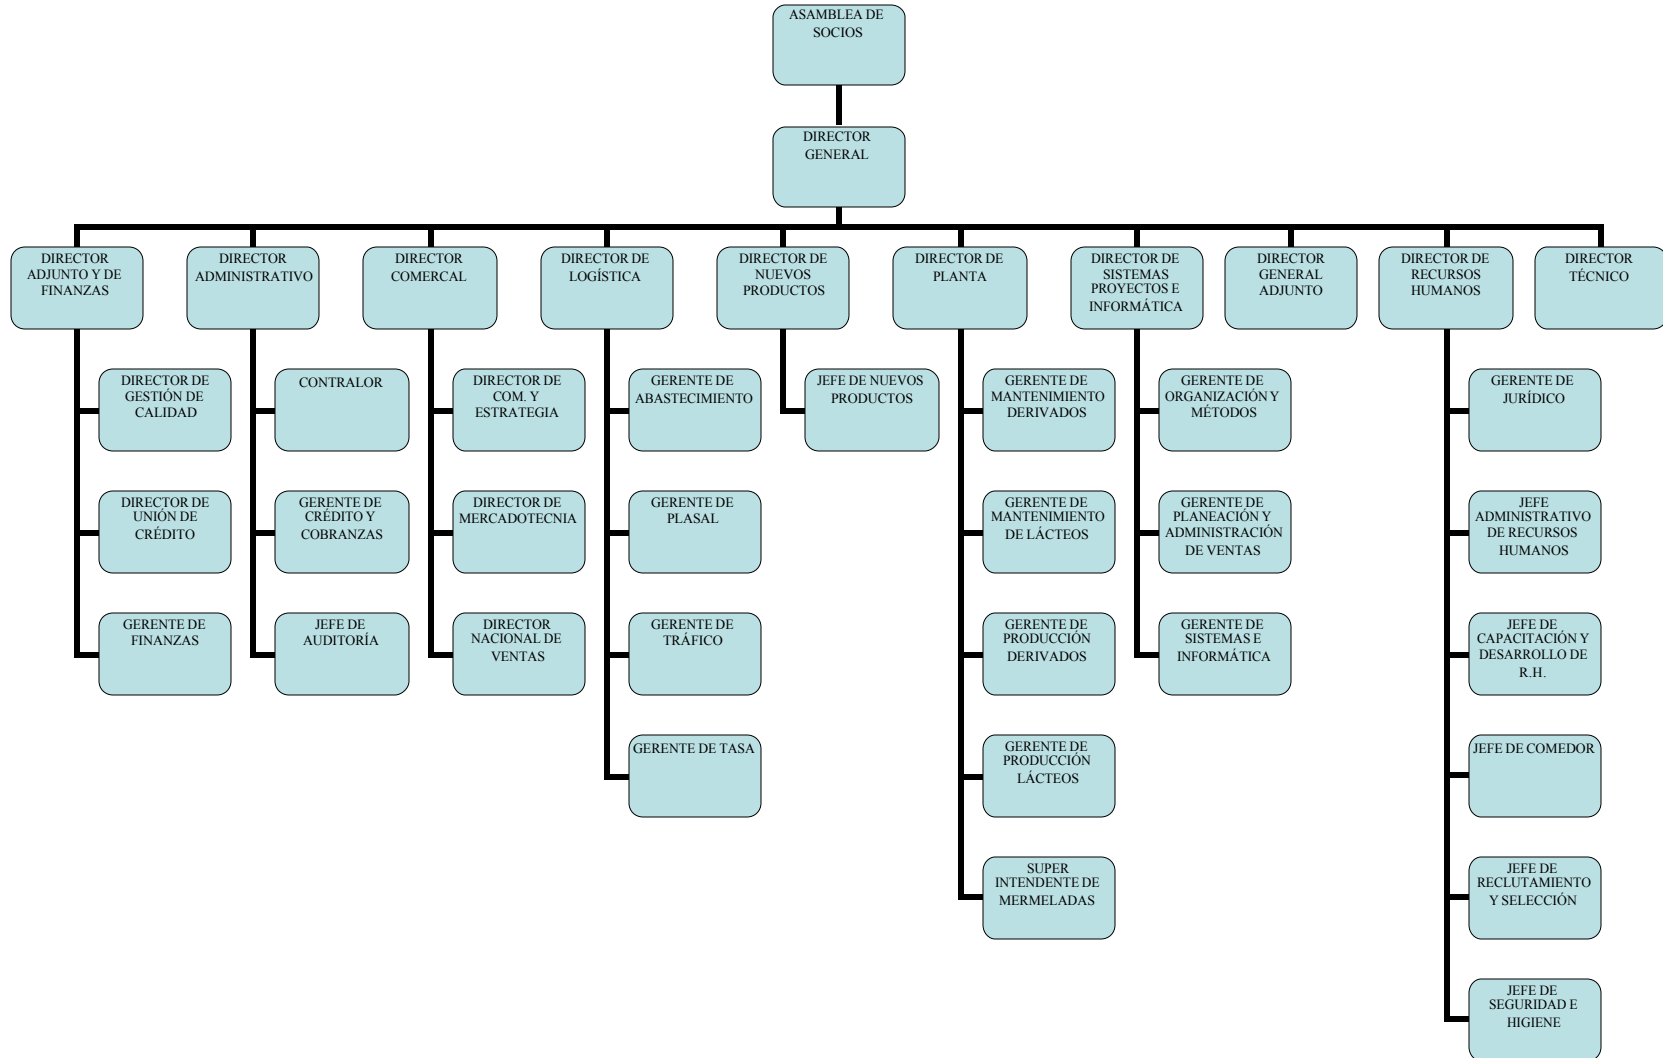 ASAMBLEA DE
SOCIOS
DIRECTOR
GENERAL
DIRECTOR
ADJUNTO Y DE
FINANZAS
DIRECTOR
ADMINISTRATIVO
DIRECTOR
COMERCAL
DIRECTOR DE
LOGÍSTICA
DIRECTOR DE
NUEVOS
PRODUCTOS
DIRECTOR DE
PLANTA
DIRECTOR DE
SISTEMAS
PROYECTOS E
INFORMÁTICA
DIRECTOR
GENERAL
ADJUNTO
DIRECTOR DE
RECURSOS
HUMANOS
DIRECTOR
TÉCNICO
DIRECTOR DE
GESTIÓN DE
CALIDAD
CONTRALOR
DIRECTOR DE
COM. Y
ESTRATEGIA
GERENTE DE
ABASTECIMIENTO
JEFE DE NUEVOS
PRODUCTOS
GERENTE DE
MANTENIMIENTO
DERIVADOS
GERENTE DE
ORGANIZACIÓN Y
MÉTODOS
GERENTE DE
JURÍDICO
DIRECTOR DE
UNIÓN DE
CRÉDITO
GERENTE DE
CRÉDITO Y
COBRANZAS
DIRECTOR DE
MERCADOTECNIA
GERENTE DE
PLASAL
GERENTE DE
MANTENIMIENTO
DE LÁCTEOS
GERENTE DE
PLANEACIÓN Y
ADMINISTRACIÓN
DE VENTAS
JEFE
ADMINISTRATIVO
DE RECURSOS
HUMANOS
GERENTE DE
FINANZAS
JEFE DE
AUDITORÍA
DIRECTOR
NACIONAL DE
VENTAS
GERENTE DE
TRÁFICO
GERENTE DE
PRODUCCIÓN
DERIVADOS
GERENTE DE
SISTEMAS E
INFORMÁTICA
JEFE DE
CAPACITACIÓN Y
DESARROLLO DE
R.H.
GERENTE DE TASA
GERENTE DE
PRODUCCIÓN
LÁCTEOS
JEFE DE COMEDOR
SUPER
INTENDENTE DE
MERMELADAS
JEFE DE
RECLUTAMIENTO
Y SELECCIÓN
JEFE DE
SEGURIDAD E
HIGIENE